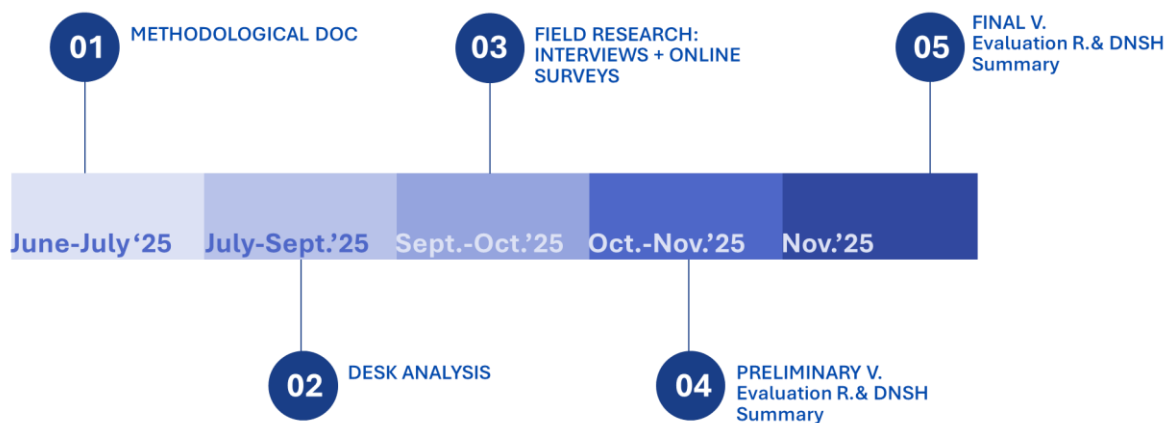 01
METHODOLOGICAL DOC
03
FIELD RESEARCH:
INTERVIEWS + ONLINE
SURVEYS
05
FINAL V.
Evaluation R.& DNSH
Summary
June-July ‘25
July-Sept.’25
Sept.-Oct.’25
Oct.-Nov.’25
Nov.’25
02
DESK ANALYSIS
04
PRELIMINARY V.
Evaluation R.& DNSH
Summary